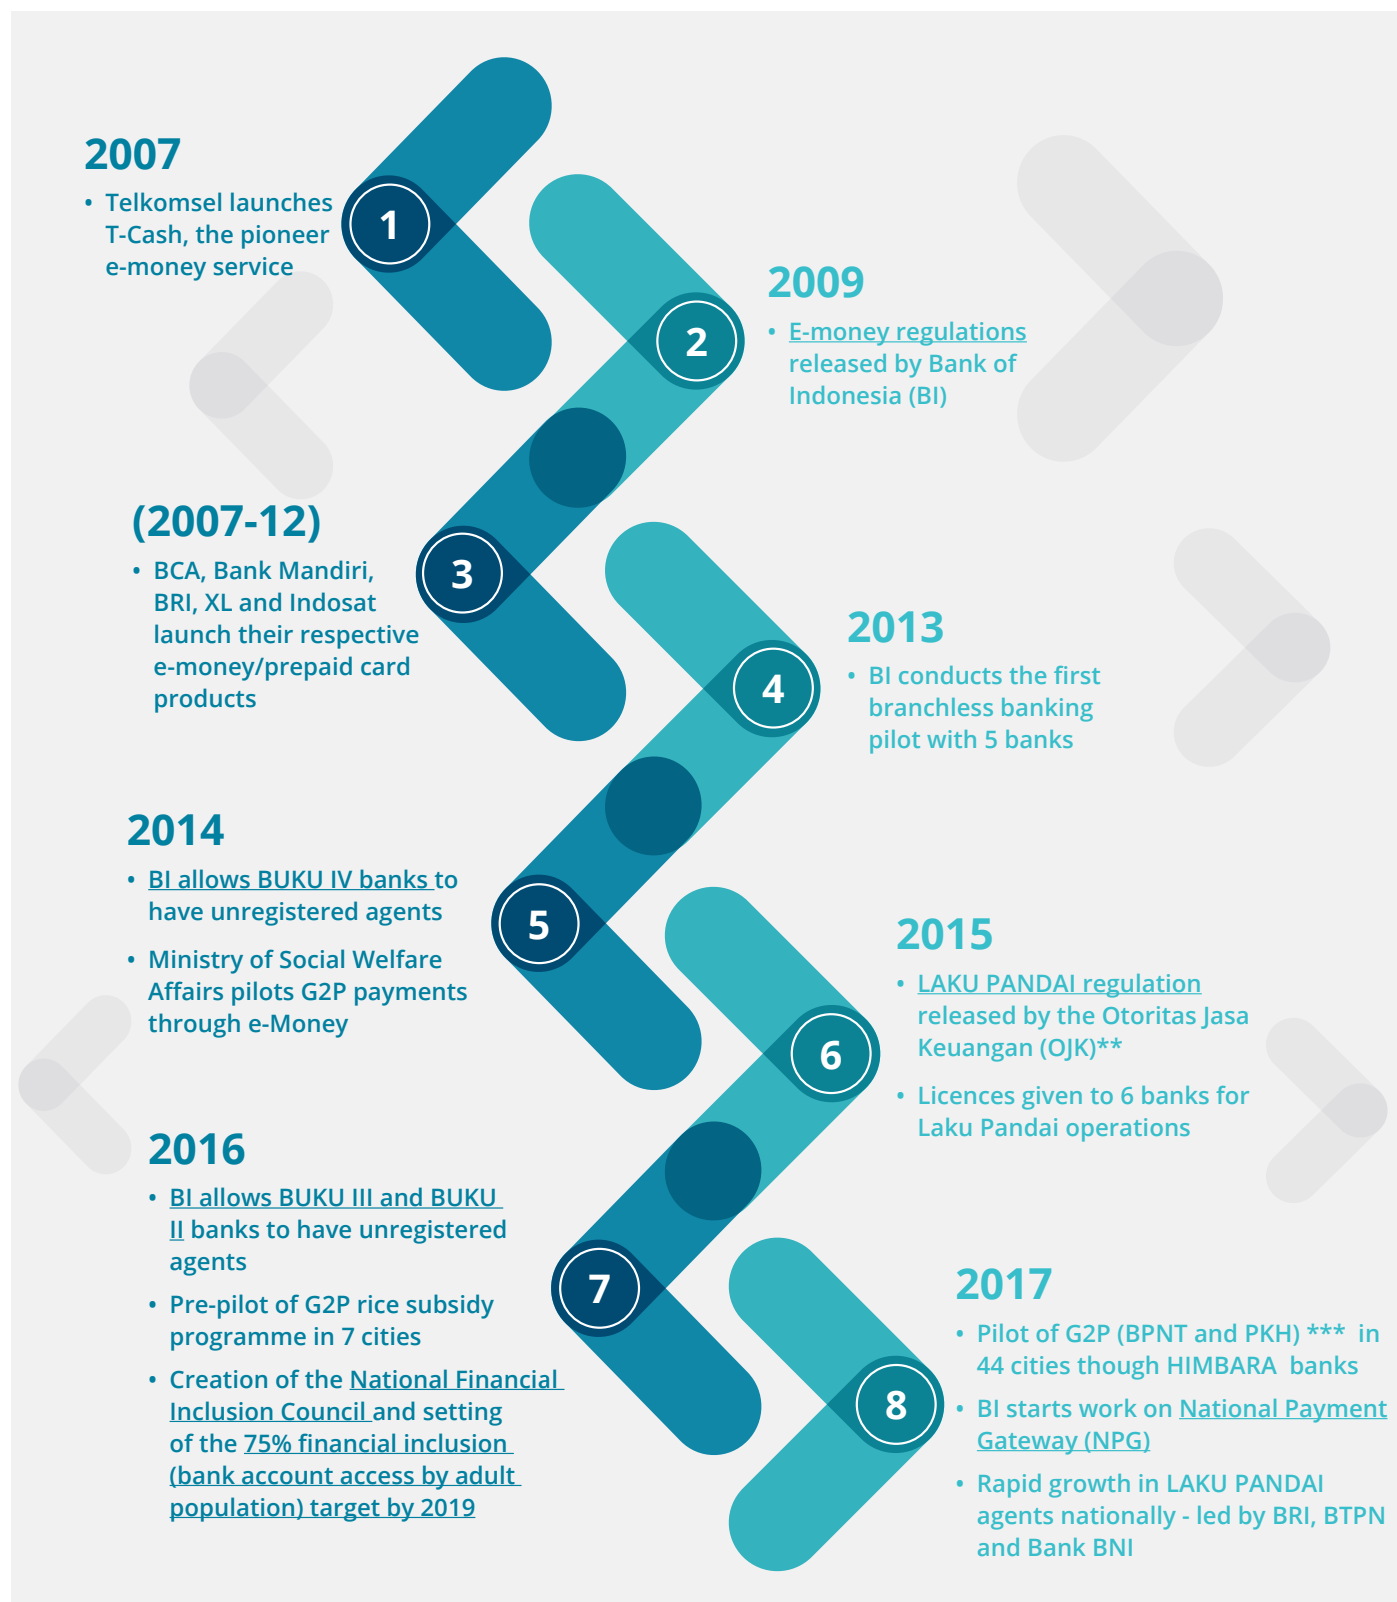 2007
• Telkomsel launches
T-Cash, the pioneer
e-money service
1
2
2009
• E-money regulations
released by Bank of
Indonesia (BI)
(2007-12)
• BCA, Bank Mandiri,
BRI, XL and Indosat
launch their respective
e-money/prepaid card
products
3
4
2013
• BI conducts the first
branchless banking
pilot with 5 banks
2014
• BI allows BUKU IV banks to
have unregistered agents
• Ministry of Social Welfare
Affairs pilots G2P payments
through e-Money
5
6
2015
• LAKU PANDAI regulation
released by the Otoritas Jasa
Keuangan (OJK)**
• Licences given to 6 banks for
Laku Pandai operations
2016
• BI allows BUKU III and BUKU
II banks to have unregistered
agents
• Pre-pilot of G2P rice subsidy
programme in 7 cities
• Creation of the National Financial
Inclusion Council and setting
of the 75% financial inclusion
(bank account access by adult
population) target by 2019
7
8
2017
• Pilot of G2P (BPNT and PKH) *** in
44 cities though HIMBARA banks
• BI starts work on National Payment
Gateway (NPG)
• Rapid growth in LAKU PANDAI
agents nationally - led by BRI, BTPN
and Bank BNI